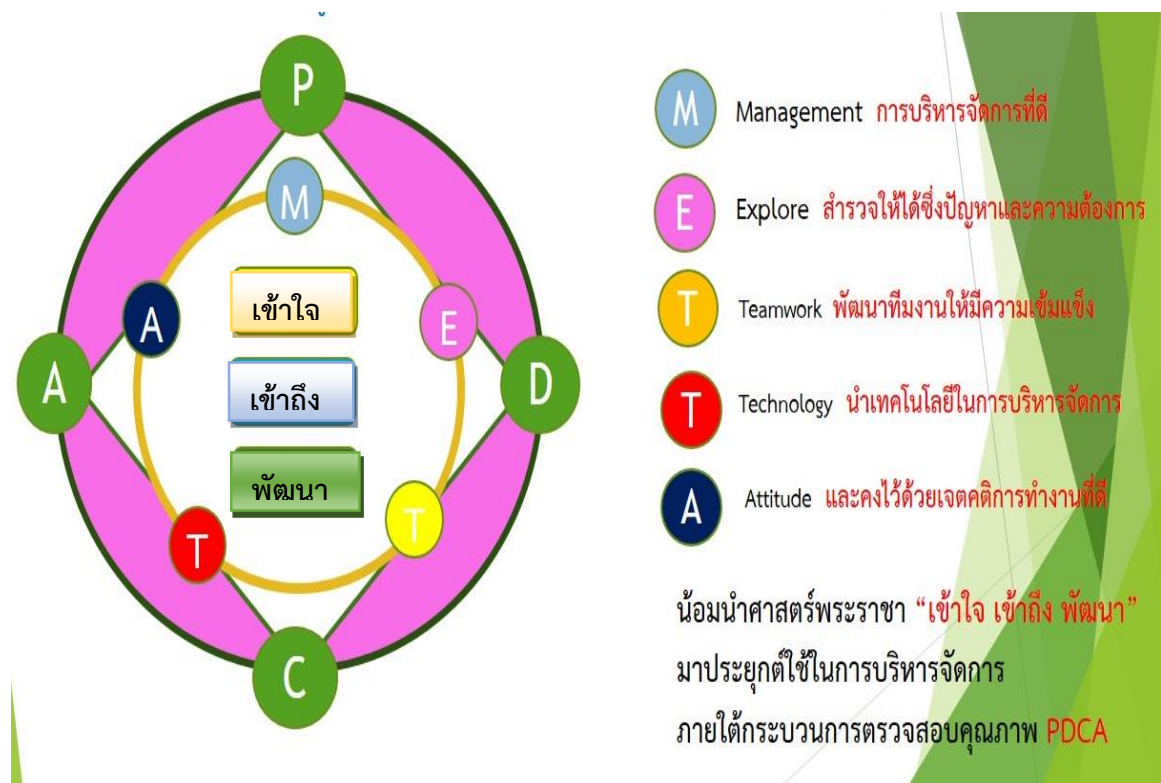 P
M
A
E
เข้าใจ
A
D
เข้าถึง
พัฒนา
T
T
C
M Management การบริหารจัดการที่ดี
E Explore สำรวจให้ได้ซึ่งปัญหาและความต้องการ
T Teamwork พัฒนาทีมงานให้มีความเข้มแข็ง
T Technology นำเทคโนโลยีในการบริหารจัดการ
A Attitude และคงไว้ด้วยเจตคติการทำงานที่ดี
น้อมนำศาสตร์พระราชา “เข้าใจ เข้าถึง พัฒนา”
มาประยุกต์ใช้ในการบริหารจัดการ
ภายใต้กระบวนการตรวจสอบคุณภาพ PDCA